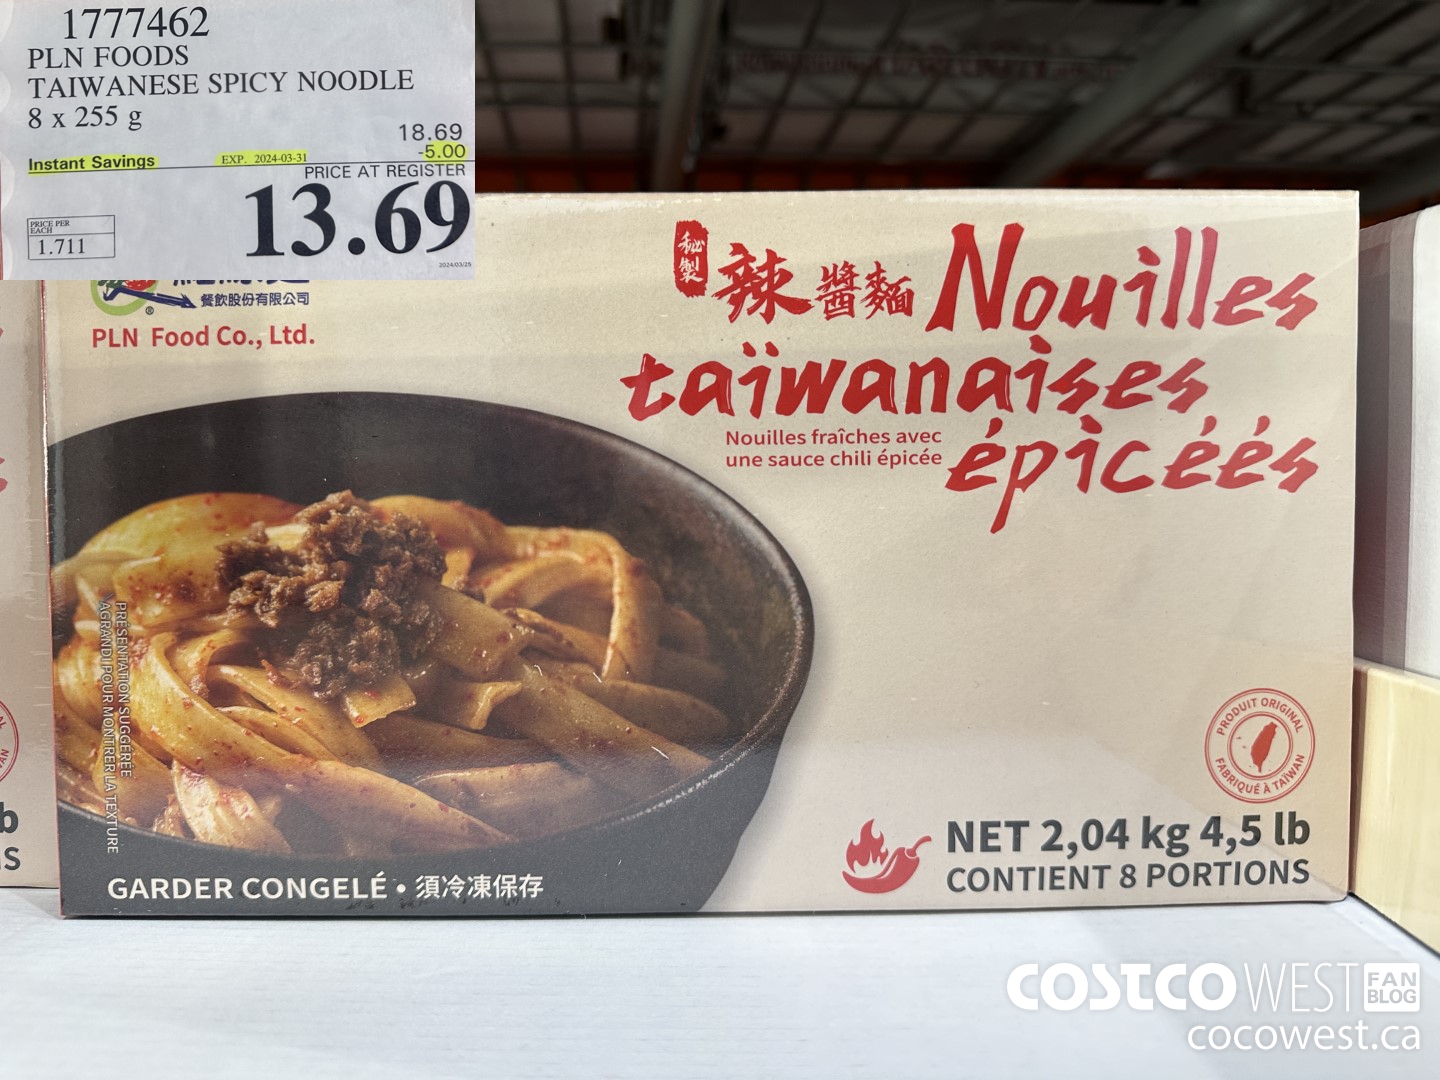 1777462
PLN FOODS
TAIWANESE SPICY NOODLE
8 x 255 g
18.69
Instant Savings EXP. 2024-03-31 -5.00
PRICE AT REGISTER
13.69
PRICE PER
EACH
1.711
2024/03/25
餐飲股份有限公司
®
PLN Food Co., Ltd.
秘製
辣醬麵 Nouilles
taïwanaises
épicéés
Nouilles fraîches avec
une sauce chili épicée
PRÉSENTATION SUGGÉRÉE
AGRANDI POUR MONTRER LA TEXTURE
PRODUIT ORIGINAL
FABRIQUÉ À TAÏWAN
NET 2,04 kg 4,5 lb
CONTIENT 8 PORTIONS
GARDER CONGELÉ • 須冷凍保存
COSTCO WEST FAN BLOG
cocowest.ca